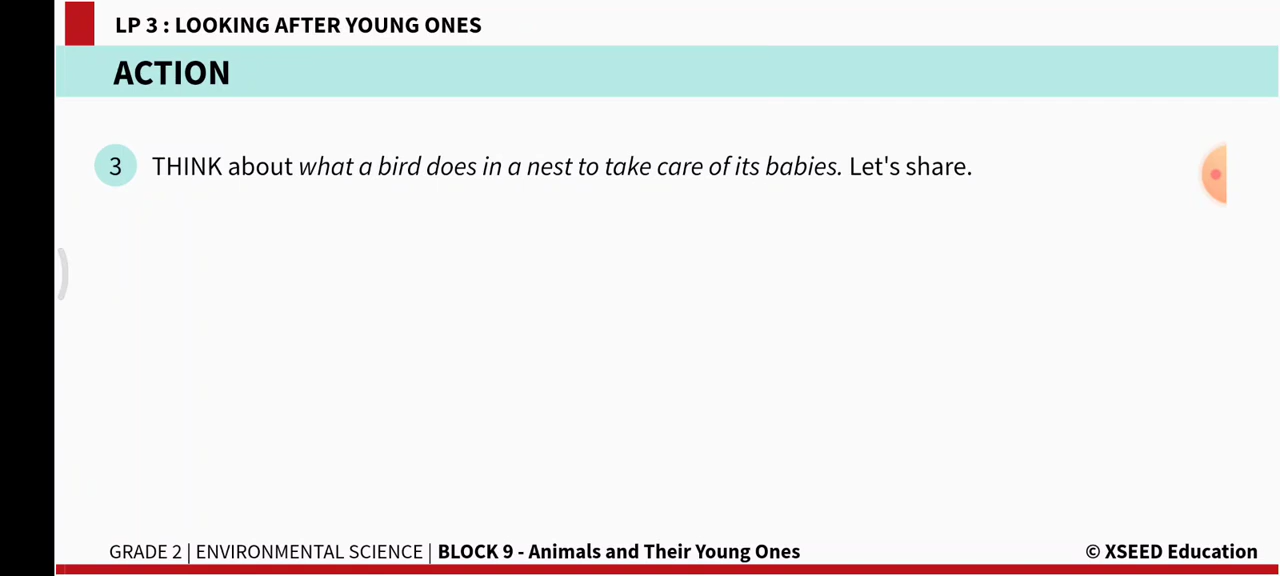 LP 3 : LOOKING AFTER YOUNG ONES
ACTION
3 THINK about what a bird does in a nest to take care of its babies. Let's share.
GRADE 2 | ENVIRONMENTAL SCIENCE | BLOCK 9 - Animals and Their Young Ones © XSEED Education